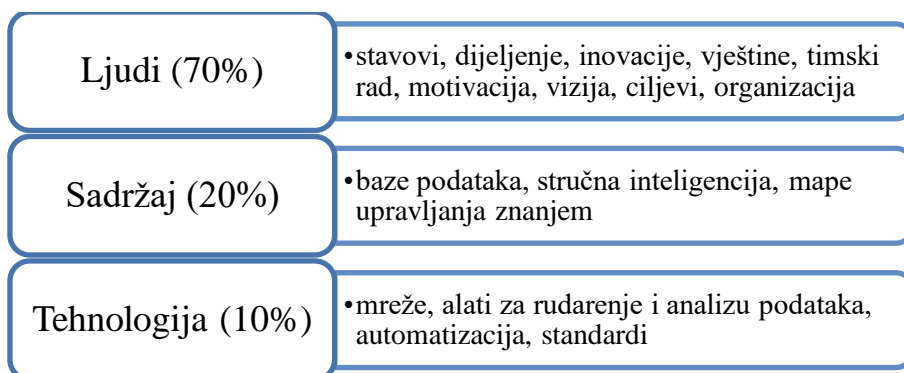 Ljudi (70%)
•stavovi, dijeljenje, inovacije, vještine, timski
rad, motivacija, vizija, ciljevi, organizacija
Sadržaj (20%)
•baze podataka, stručna inteligencija, mape
upravljanja znanjem
Tehnologija (10%)
•mreže, alati za rudarenje i analizu podataka,
automatizacija, standardi